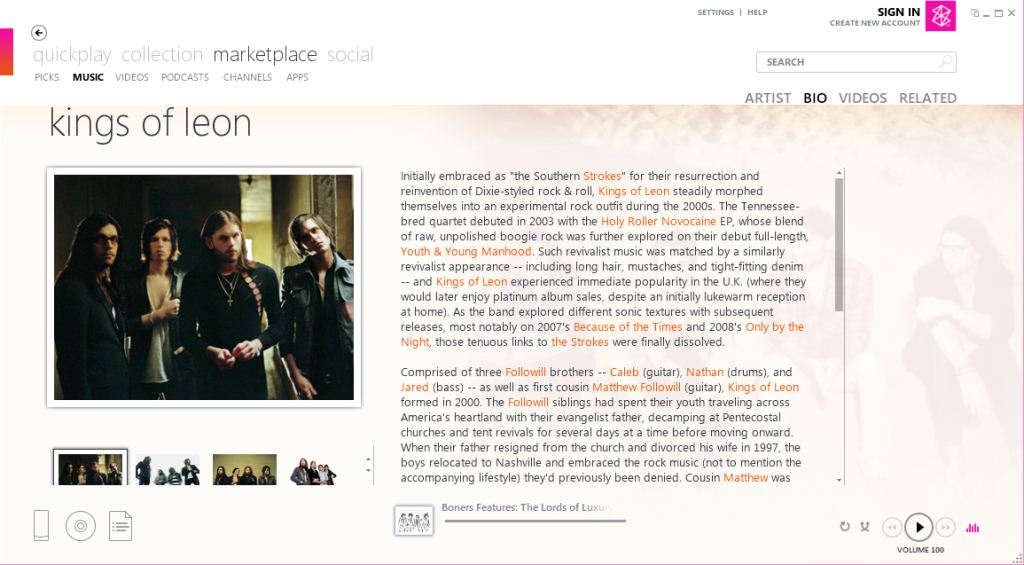 SETTINGS | HELP
SIGN IN
CREATE NEW ACCOUNT
quickplay collection marketplace social
PICKS MUSIC VIDEOS PODCASTS CHANNELS APPS
SEARCH
ARTIST BIO VIDEOS RELATED
kings of leon
Initially embraced as "the Southern Strokes" for their resurrection and
reinvention of Dixie-styled rock & roll, Kings of Leon steadily morphed
themselves into an experimental rock outfit during the 2000s. The Tennessee-
bred quartet debuted in 2003 with the Holy Roller Novocaine EP, whose blend
of raw, unpolished boogie rock was further explored on their debut full-length,
Youth & Young Manhood. Such revivalist music was matched by a similarly
revivalist appearance -- including long hair, mustaches, and tight-fitting denim
-- and Kings of Leon experienced immediate popularity in the U.K. (where they
would later enjoy platinum album sales, despite an initially lukewarm reception
at home). As the band explored different sonic textures with subsequent
releases, most notably on 2007's Because of the Times and 2008's Only by the
Night, those tenuous links to the Strokes were finally dissolved.
Comprised of three Followill brothers -- Caleb (guitar), Nathan (drums), and
Jared (bass) -- as well as first cousin Matthew Followill (guitar), Kings of Leon
formed in 2000. The Followill siblings had spent their youth traveling across
America's heartland with their evangelist father, decamping at Pentecostal
churches and tent revivals for several days at a time before moving onward.
When their father resigned from the church and divorced his wife in 1997, the
boys relocated to Nashville and embraced the rock music (not to mention the
accompanying lifestyle) they'd previously been denied. Cousin Matthew was
Boners Features: The Lords of Luxury
VOLUME 100